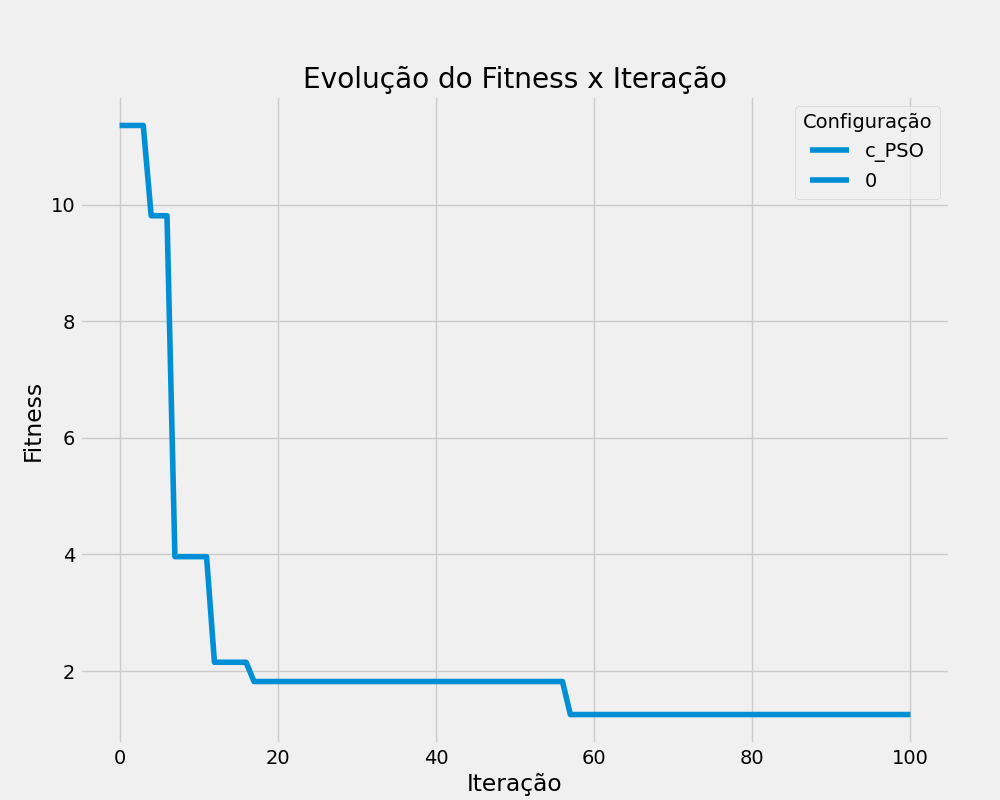 Evolução do Fitness x Iteração
Configuração
c_PSO
0
Fitness
10
8
6
4
2
0 20 40 60 80 100
Iteração